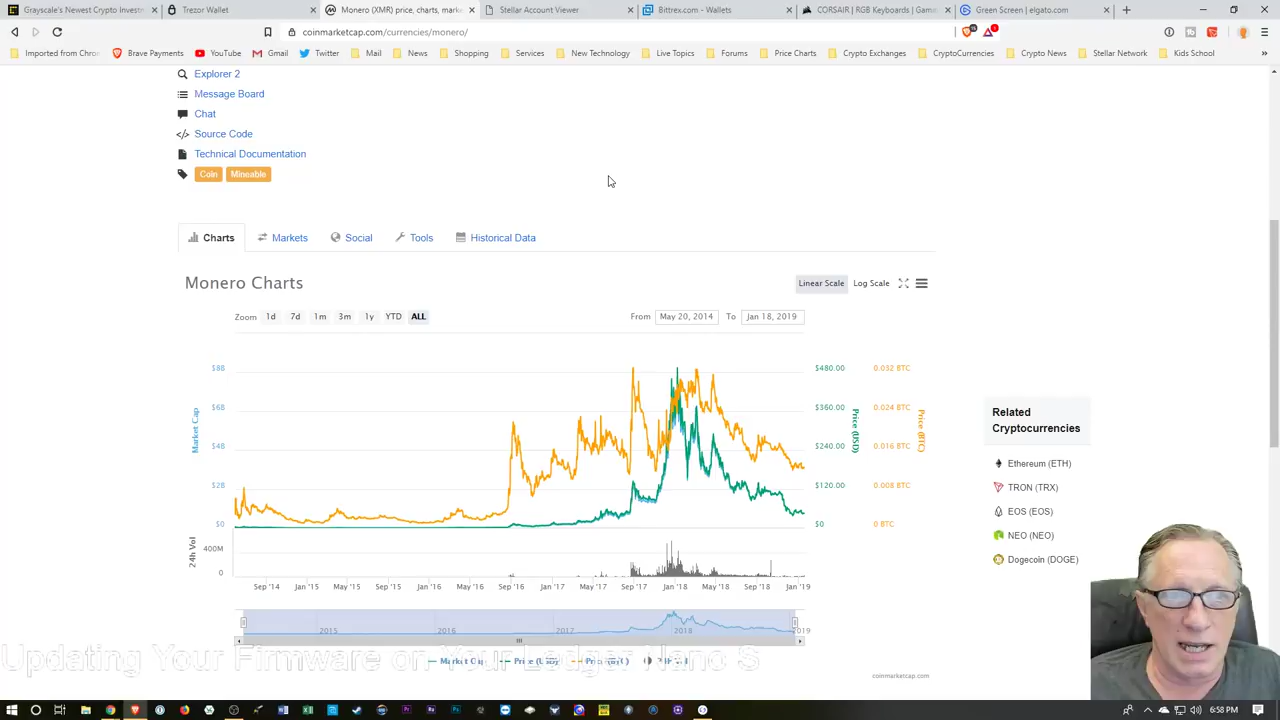 Grayscale's Newest Crypto Invest
Trezor Wallet
Monero (XMR) price, charts, marke
Stellar Account Viewer
Bittrex.com - Wallets
CORSAIR | RGB Keyboards | Gam
Green Screen | elgato.com
coinmarketcap.com/currencies/monero/
Imported from Chror
Brave Payments
YouTube
Gmail
Twitter
Mail
News
Shopping
Services
New Technology
Live Topics
Forums
Price Charts
Crypto Exchanges
CryptoCurrencies
Crypto News
Stellar Network
Kids School
Explorer 2
Message Board
Chat
Source Code
Technical Documentation
Coin Mineable
Charts Markets Social Tools Historical Data
Monero Charts
Linear Scale Log Scale
Zoom 1d 7d 1m 3m 1y YTD ALL
From May 20, 2014 To Jan 18, 2019
$8B $480.00 0.032 BTC
$6B $360.00 0.024 BTC
$4B $240.00 0.016 BTC
$2B $120.00 0.008 BTC
$0 $0 0 BTC
Market Cap
Price (USD)
Price (BTC)
24h Vol
400M
0
Sep '14 Jan '15 May '15 Sep '15 Jan '16 May '16 Sep '16 Jan '17 May '17 Sep '17 Jan '18 May '18 Sep '18 Jan '19
2015 2016 2017 2018 2019
Related
Cryptocurrencies
Ethereum (ETH)
TRON (TRX)
EOS (EOS)
NEO (NEO)
Dogecoin (DOGE)
Updating Your Firmware on Your Ledger Nano S
coinmarketcap.com
6:58 PM